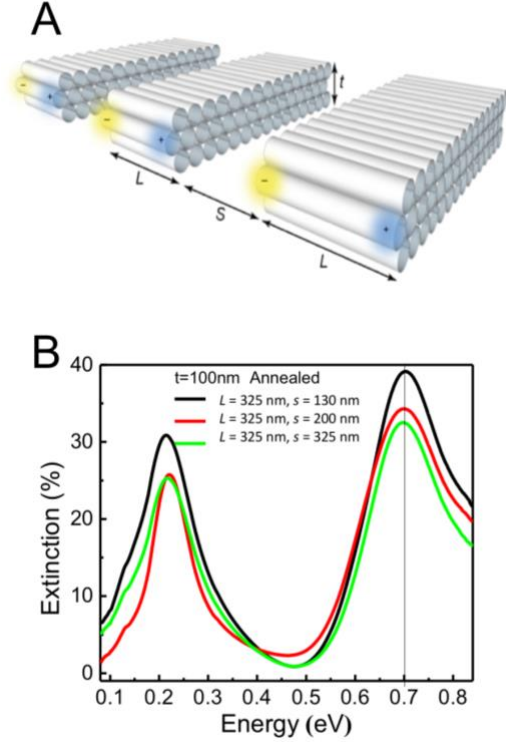 A
t
L
S
L
B
t=100nm Annealed
L = 325 nm, s = 130 nm
L = 325 nm, s = 200 nm
L = 325 nm, s = 325 nm
Extinction (%)
40
30
20
10
0
0.1 0.2 0.3 0.4 0.5 0.6 0.7 0.8
Energy (eV)